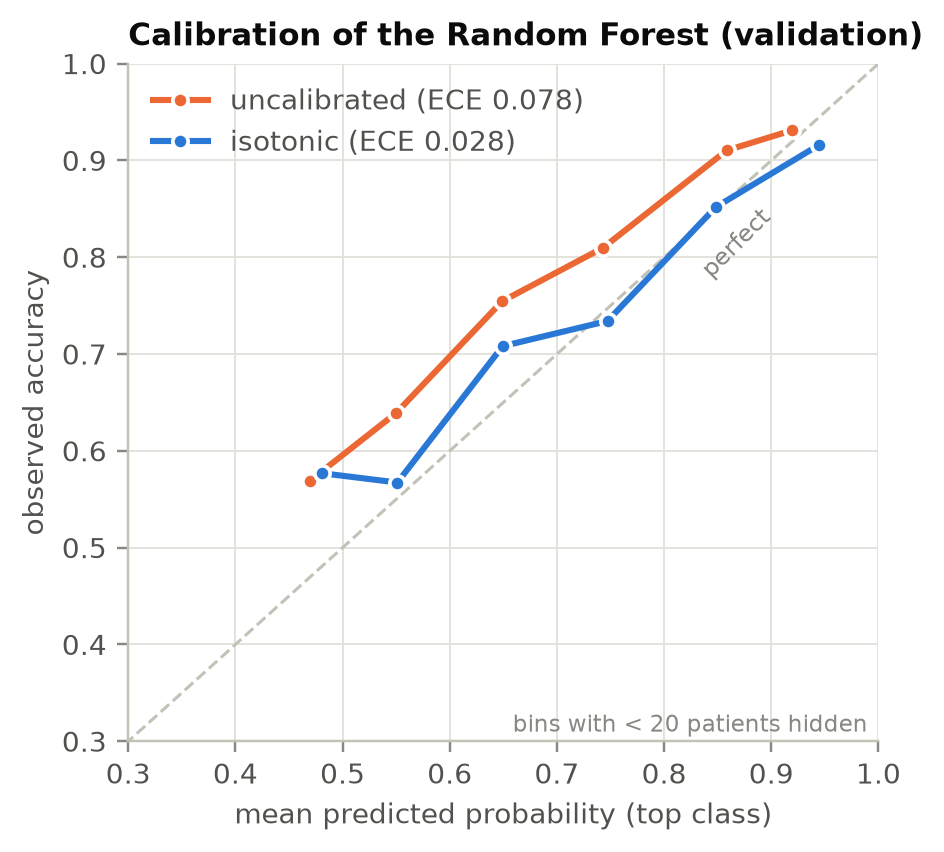 Calibration of the Random Forest (validation)
uncalibrated (ECE 0.078)
isotonic (ECE 0.028)
1.0
0.9
0.8
0.7
0.6
0.5
0.4
0.3
observed accuracy
perfect
bins with < 20 patients hidden
0.3 0.4 0.5 0.6 0.7 0.8 0.9 1.0
mean predicted probability (top class)